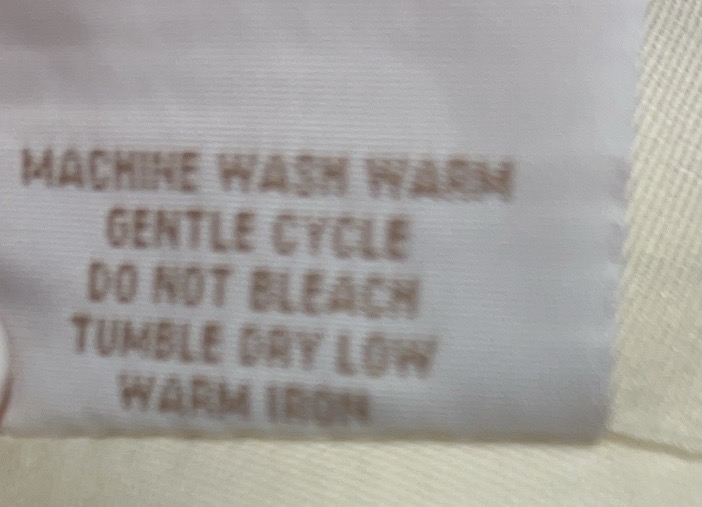 MACHINE WASH WARM
GENTLE CYCLE
DO NOT BLEACH
TUMBLE DRY LOW
WARM IRON